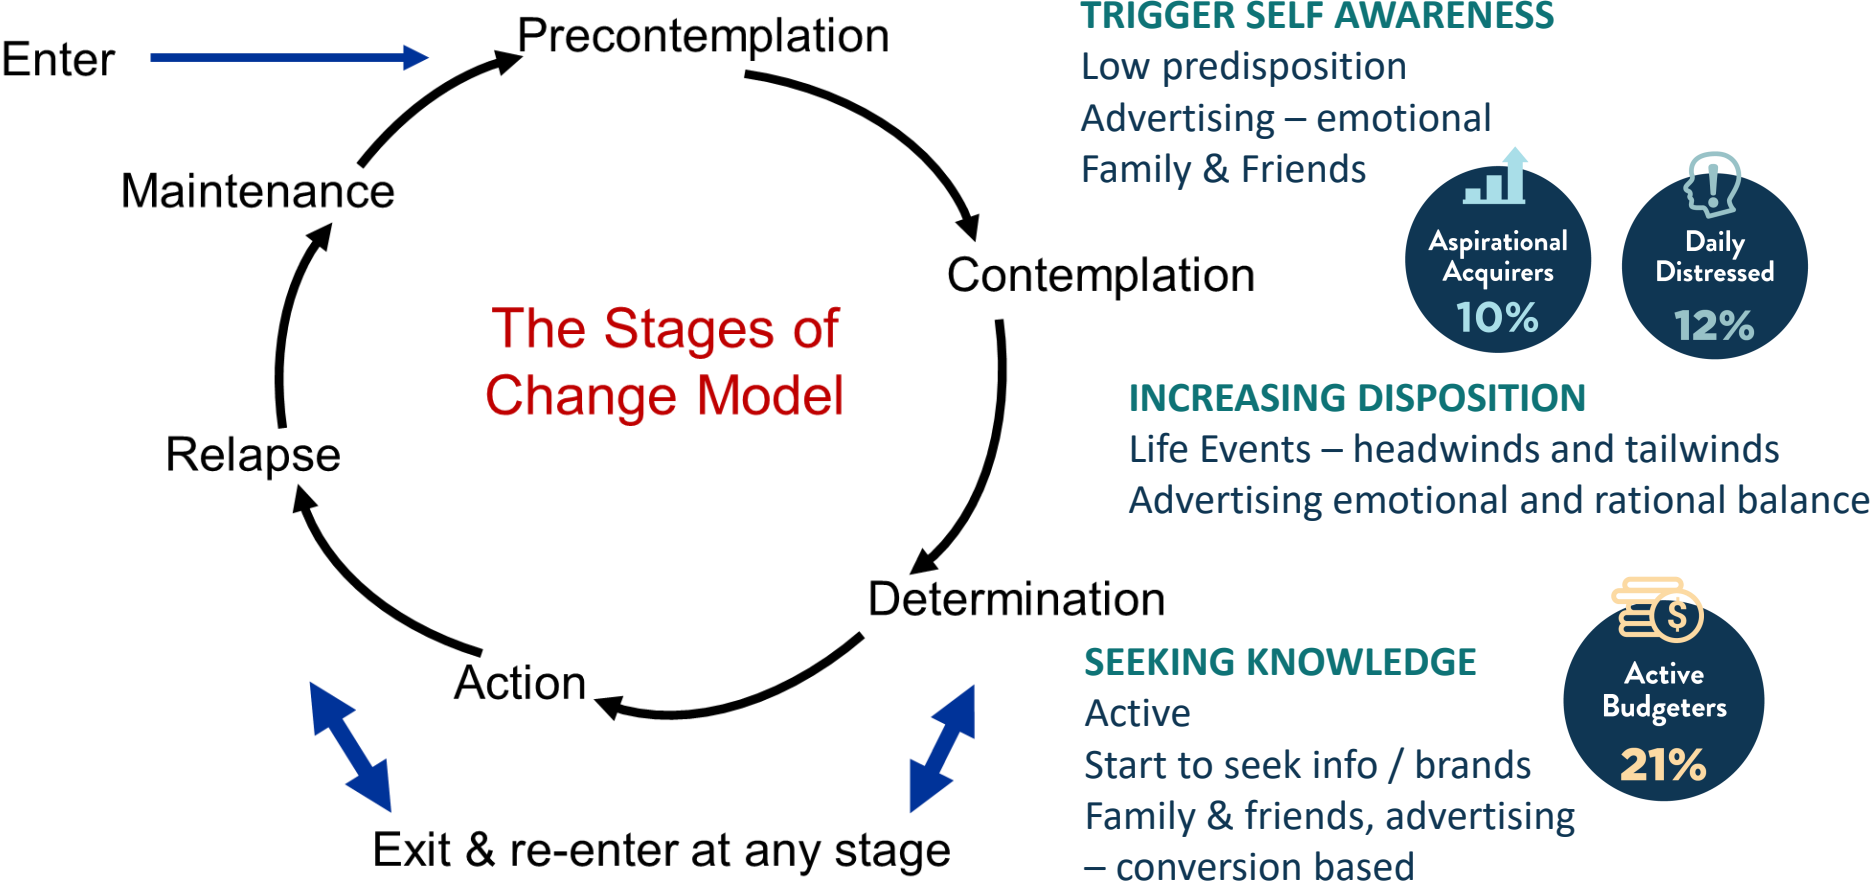 Enter
Precontemplation
Maintenance
Contemplation
The Stages of
Change Model
Relapse
Determination
Action
Exit & re-enter at any stage
TRIGGER SELF AWARENESS
Low predisposition
Advertising – emotional
Family & Friends
Aspirational
Acquirers
10%
Daily
Distressed
12%
INCREASING DISPOSITION
Life Events – headwinds and tailwinds
Advertising emotional and rational balance
SEEKING KNOWLEDGE
Active
Start to seek info / brands
Family & friends, advertising
– conversion based
$
Active
Budgeters
21%